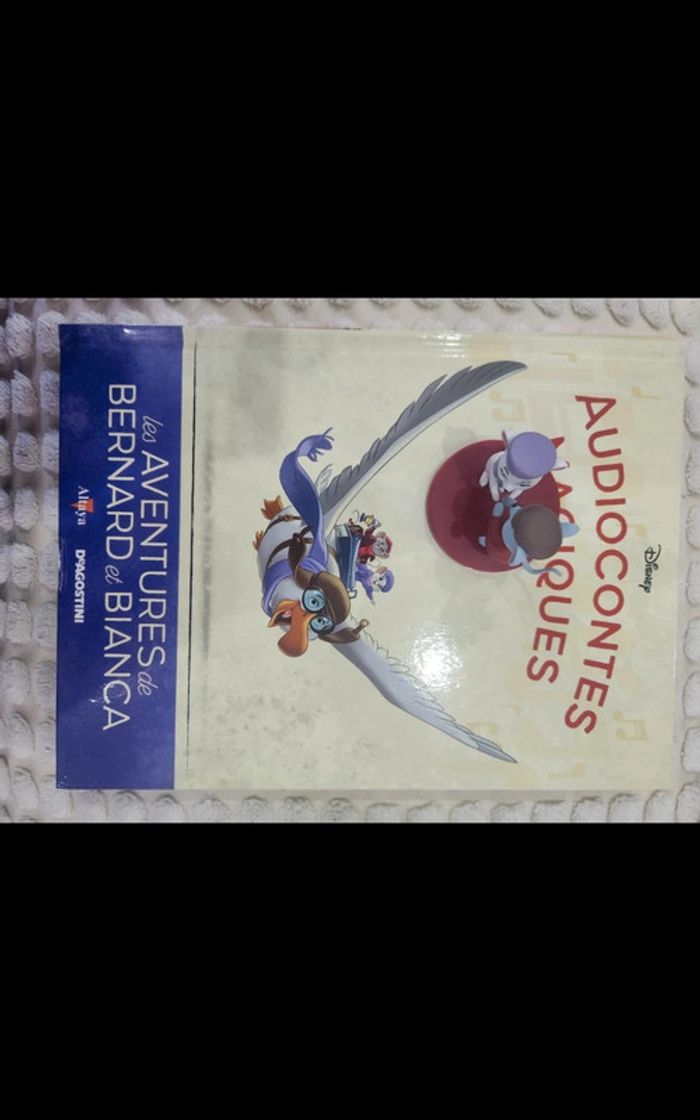 Disney
AUDIOCONTES
MAGIQUES
les AVENTURES de
BERNARD et BIANCA
Altaya
DeAGOSTINI